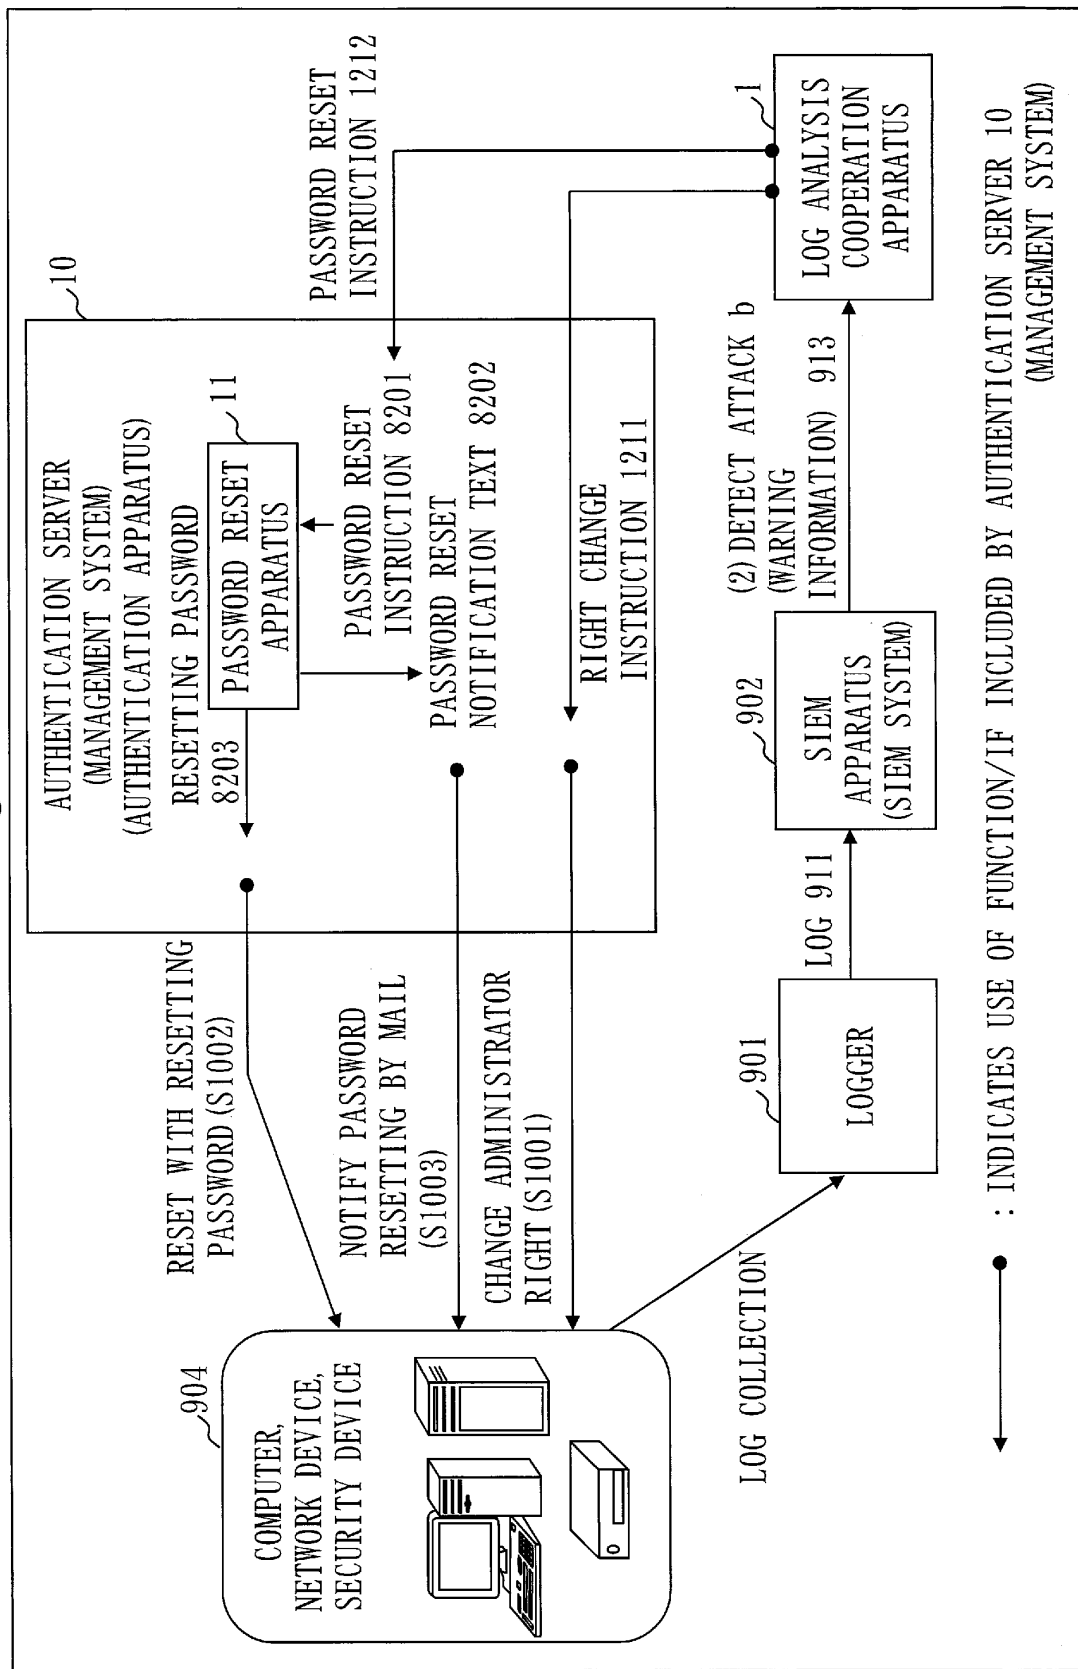 COMPUTER,
NETWORK DEVICE,
SECURITY DEVICE
904
RESET WITH RESETTING
PASSWORD(S1002)
NOTIFY PASSWORD
RESETTING BY MAIL
(S1003)
CHANGE ADMINISTRATOR
RIGHT(S1001)
LOG COLLECTION
10
AUTHENTICATION SERVER
(MANAGEMENT SYSTEM)
(AUTHENTICATION APPARATUS)
RESETTING PASSWORD
8203
11
PASSWORD RESET
APPARATUS
PASSWORD RESET
INSTRUCTION 8201
PASSWORD RESET
NOTIFICATION TEXT 8202
RIGHT CHANGE
INSTRUCTION 1211
PASSWORD RESET
INSTRUCTION 1212
901
LOGGER
LOG 911
902
SIEM
APPARATUS
(SIEM SYSTEM)
(2)DETECT ATTACK b
(WARNING
INFORMATION) 913
1
LOG ANALYSIS
COOPERATION
APPARATUS
: INDICATES USE OF FUNCTION/IF INCLUDED BY AUTHENTICATION SERVER 10
(MANAGEMENT SYSTEM)